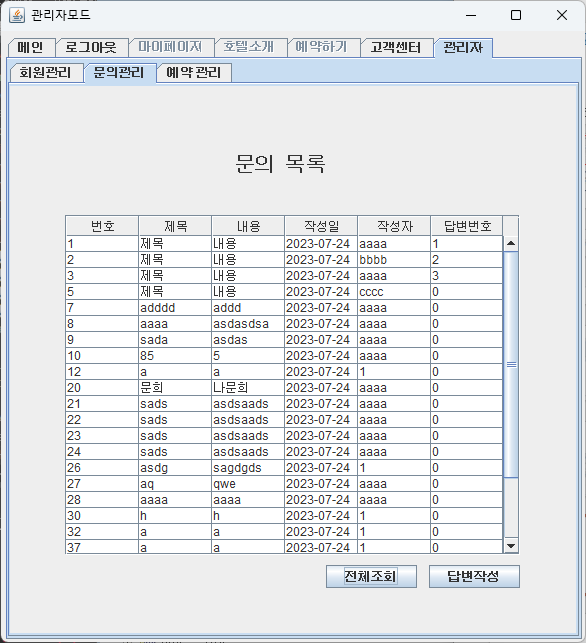 관리자모드
메인 로그아웃 마이페이지 호텔소개 예약하기 고객센터 관리자
회원관리 문의관리 예약 관리
문의 목록
번호 제목 내용 작성일 작성자 답변번호
1 제목 내용 2023-07-24 aaaa 1
2 제목 내용 2023-07-24 bbbb 2
3 제목 내용 2023-07-24 aaaa 3
5 제목 내용 2023-07-24 cccc 0
7 adddd addd 2023-07-24 aaaa 0
8 aaaa asdasdsa 2023-07-24 aaaa 0
9 sada asdas 2023-07-24 aaaa 0
10 85 5 2023-07-24 aaaa 0
12 a a 2023-07-24 1 0
20 문희 나문희 2023-07-24 aaaa 0
21 sads asdsaads 2023-07-24 aaaa 0
22 sads asdsaads 2023-07-24 aaaa 0
23 sads asdsaads 2023-07-24 aaaa 0
24 sads asdsaads 2023-07-24 aaaa 0
26 asdg sagdgds 2023-07-24 1 0
27 aq qwe 2023-07-24 aaaa 0
28 aaaa aaaa 2023-07-24 aaaa 0
30 h h 2023-07-24 1 0
32 a a 2023-07-24 1 0
37 a a 2023-07-24 1 0
전체조회 답변작성